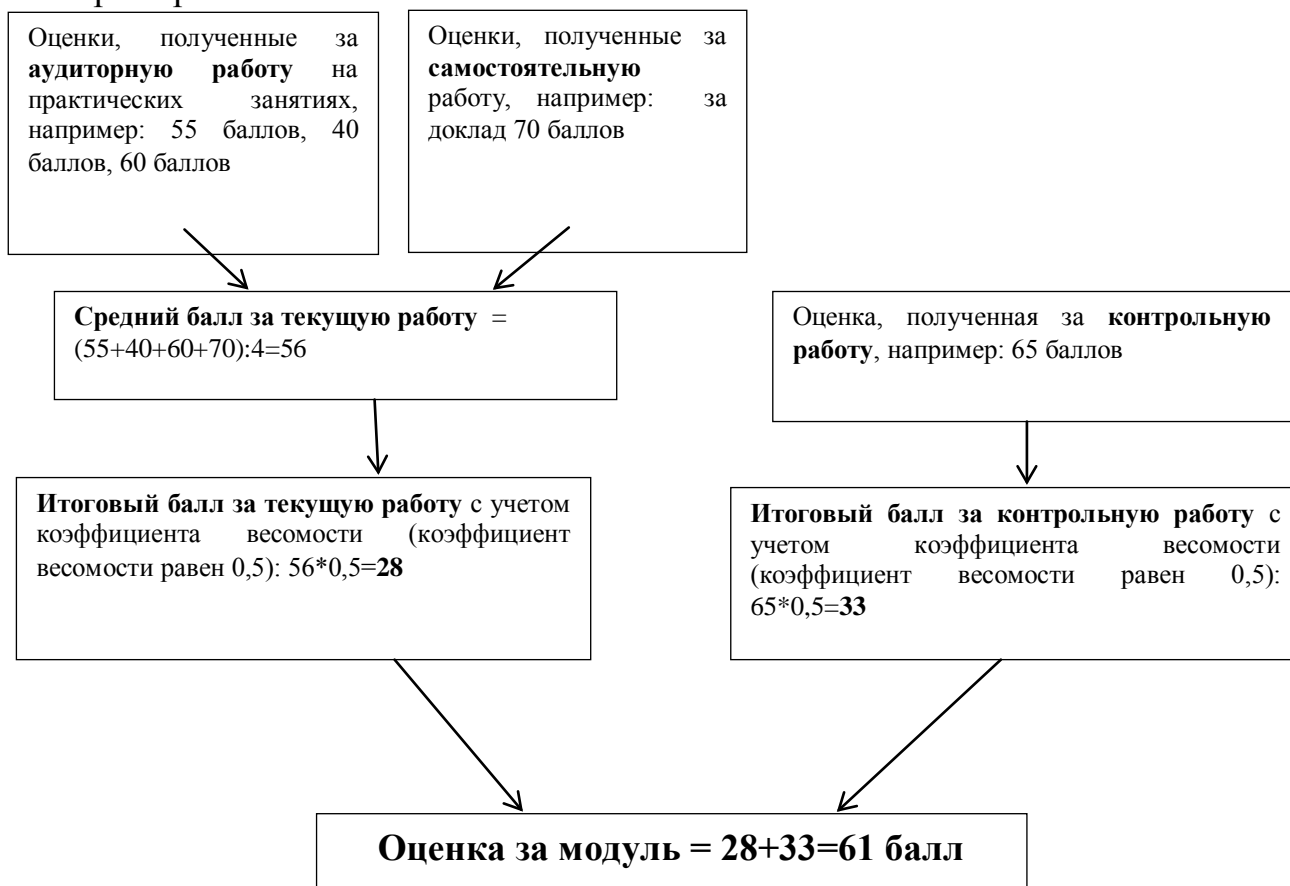 Оценки, полученные за
аудиторную работу на
практических занятиях,
например: 55 баллов, 40
баллов, 60 баллов
Оценки, полученные за
самостоятельную
работу, например: за
доклад 70 баллов
Средний балл за текущую работу =
(55+40+60+70):4=56
Оценка, полученная за контрольную
работу, например: 65 баллов
Итоговый балл за текущую работу с учетом
коэффициента весомости (коэффициент
весомости равен 0,5): 56*0,5=28
Итоговый балл за контрольную работу с
учетом коэффициента весомости
(коэффициент весомости равен 0,5):
65*0,5=33
Оценка за модуль = 28+33=61 балл